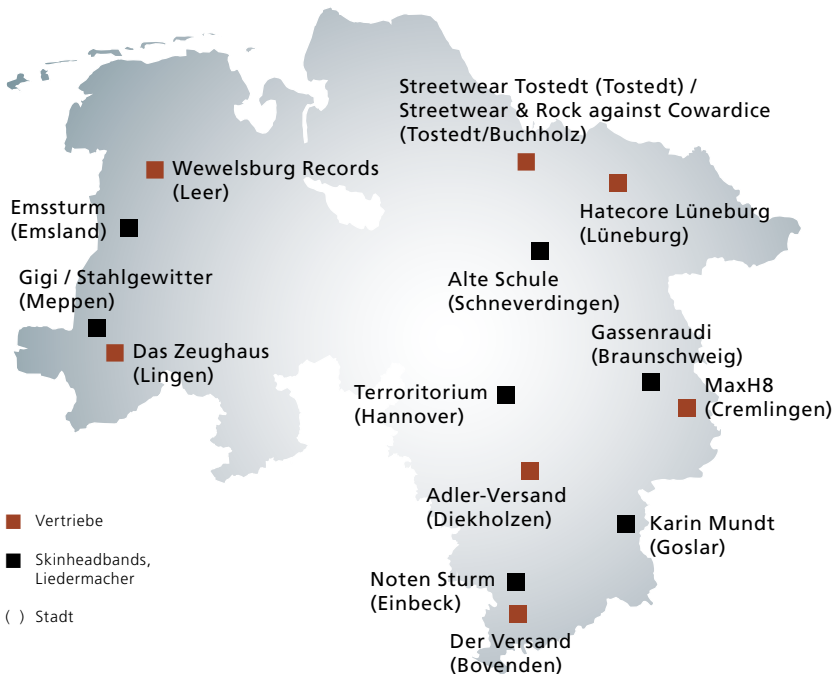 Streetwear Tostedt (Tostedt) /
Streetwear & Rock against Cowardice
(Tostedt/Buchholz)
Wewelsburg Records
(Leer)
Hatecore Lüneburg
(Lüneburg)
Emssturm
(Emsland)
Alte Schule
(Schneverdingen)
Gigi / Stahlgewitter
(Meppen)
Das Zeughaus
(Lingen)
Gassenraudi
(Braunschweig)
MaxH8
(Cremlingen)
Terroritorium
(Hannover)
Adler-Versand
(Diekholzen)
Karin Mundt
(Goslar)
Noten Sturm
(Einbeck)
Der Versand
(Bovenden)
Vertriebe
Skinheadbands,
Liedermacher
( ) Stadt